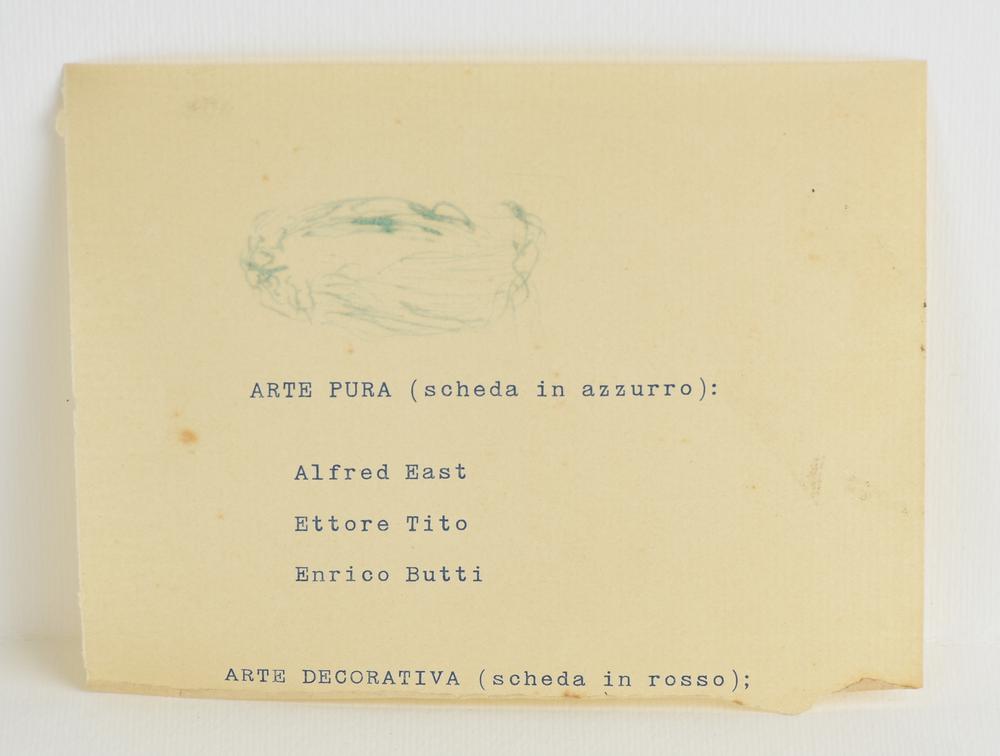 ARTE PURA (scheda in azzurro):
Alfred East
Ettore Tito
Enrico Butti
ARTE DECORATIVA (scheda in rosso);